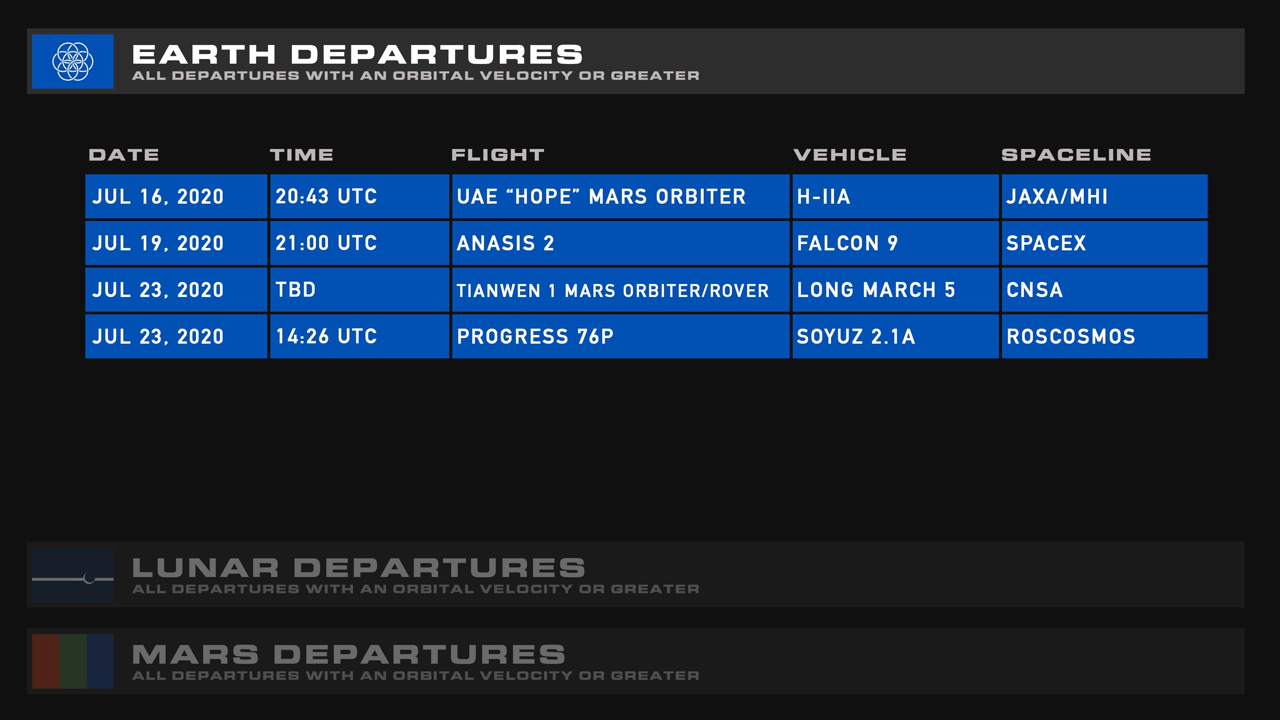 EARTH DEPARTURES
ALL DEPARTURES WITH AN ORBITAL VELOCITY OR GREATER
DATE TIME FLIGHT VEHICLE SPACELINE
JUL 16, 2020 20:43 UTC UAE “HOPE” MARS ORBITER H-IIA JAXA/MHI
JUL 19, 2020 21:00 UTC ANASIS 2 FALCON 9 SPACEX
JUL 23, 2020 TBD TIANWEN 1 MARS ORBITER/ROVER LONG MARCH 5 CNSA
JUL 23, 2020 14:26 UTC PROGRESS 76P SOYUZ 2.1A ROSCOSMOS
LUNAR DEPARTURES
ALL DEPARTURES WITH AN ORBITAL VELOCITY OR GREATER
MARS DEPARTURES
ALL DEPARTURES WITH AN ORBITAL VELOCITY OR GREATER